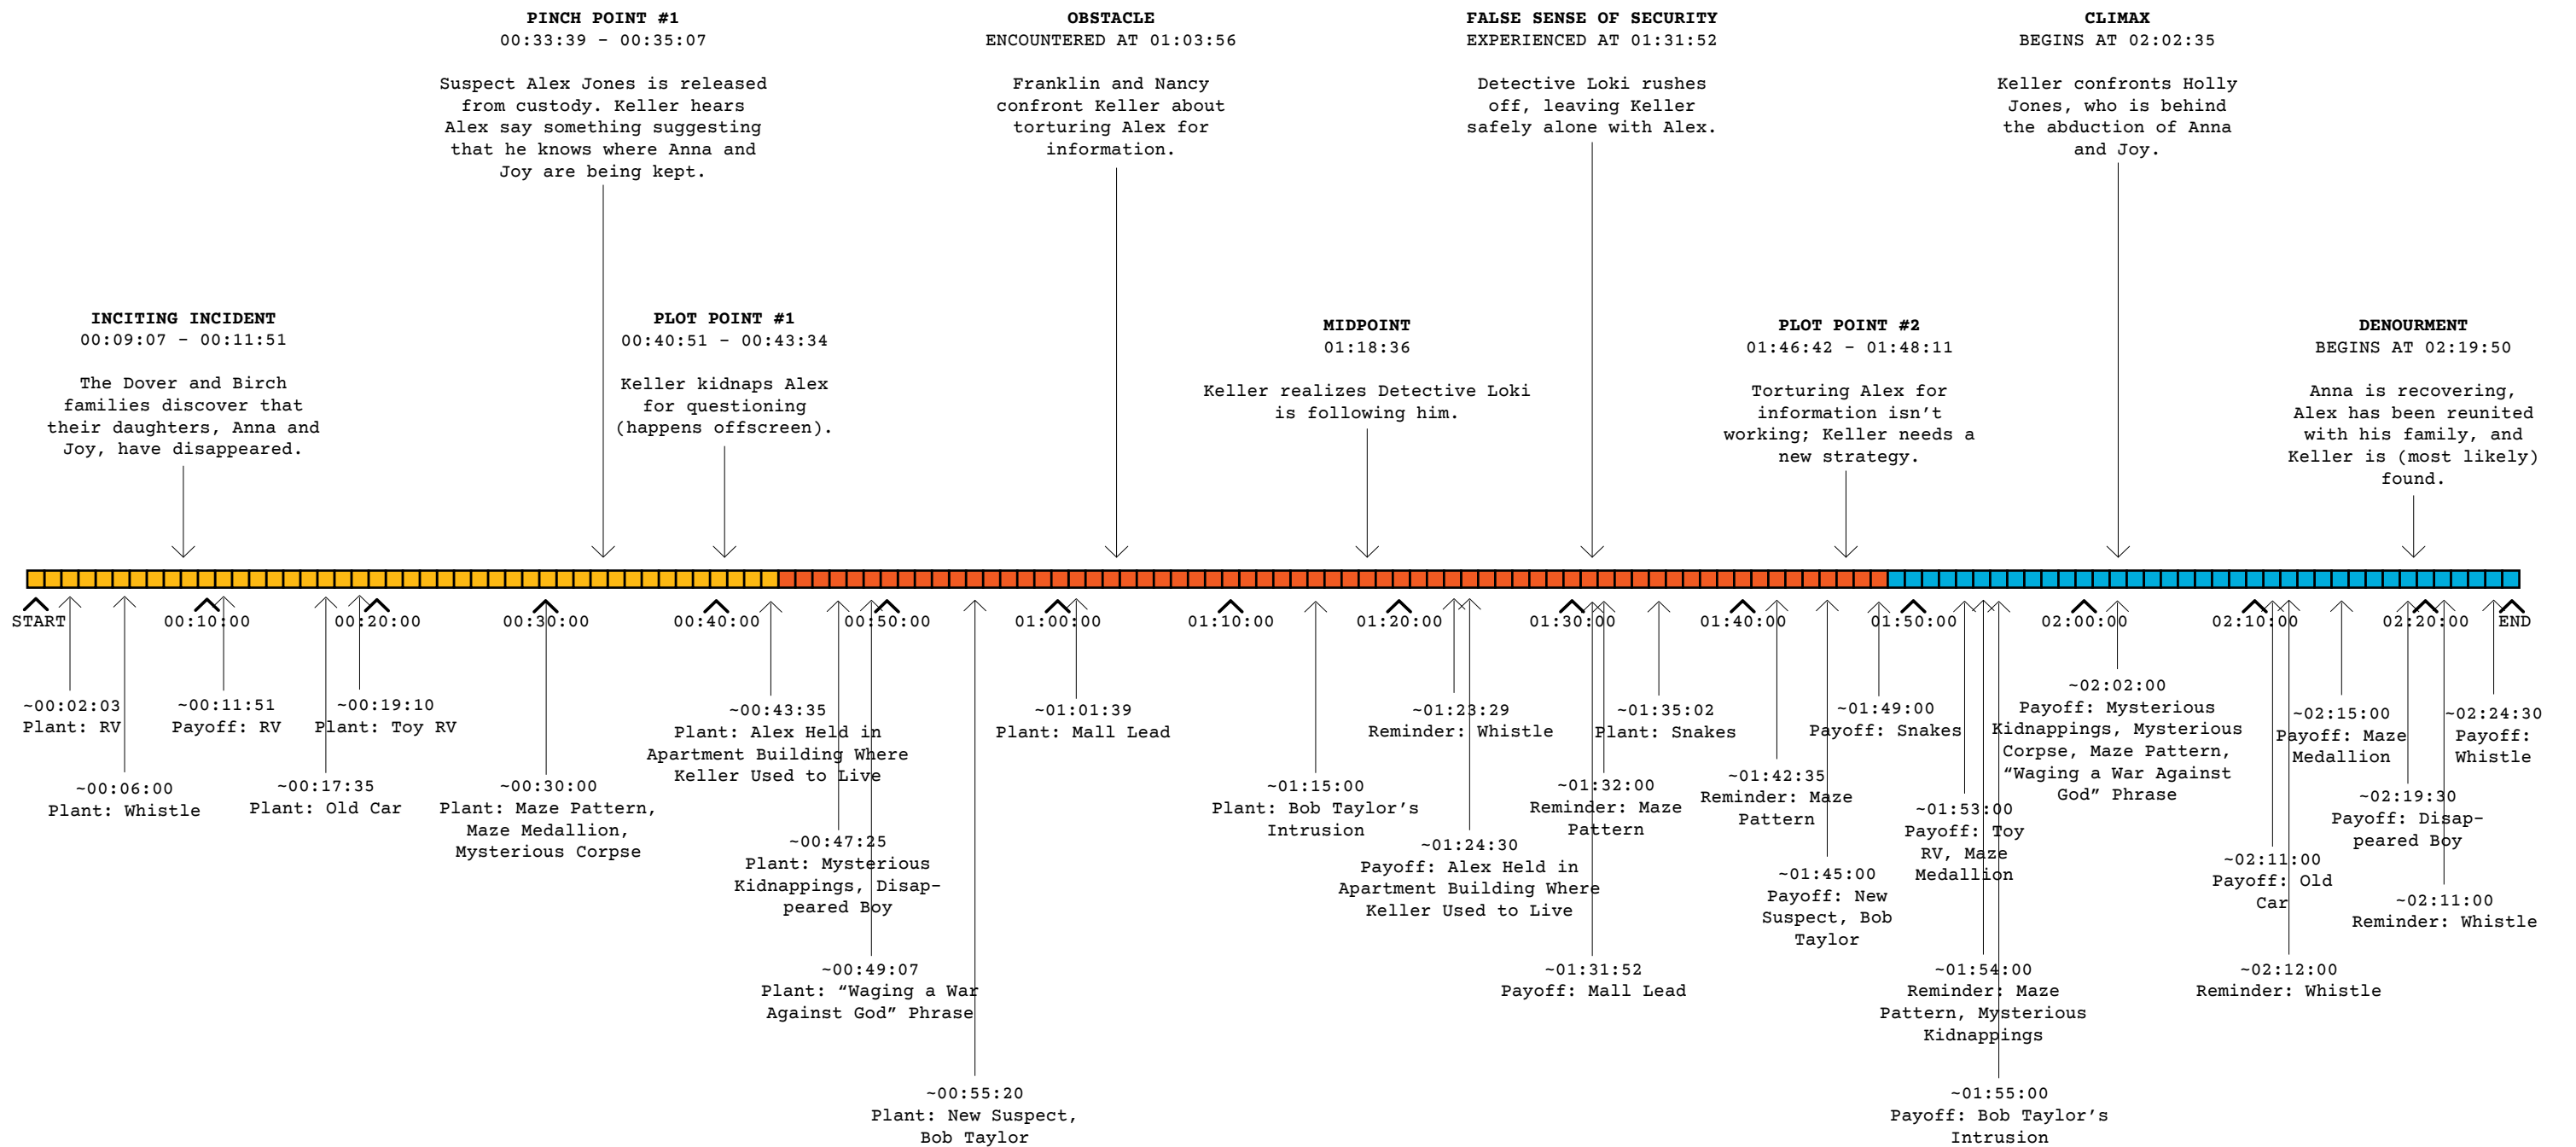 PINCH POINT #1
00:33:39 – 00:35:07
Suspect Alex Jones is released
from custody. Keller hears
Alex say something suggesting
that he knows where Anna and
Joy are being kept.
OBSTACLE
ENCOUNTERED AT 01:03:56
Franklin and Nancy
confront Keller about
torturing Alex for
information.
FALSE SENSE OF SECURITY
EXPERIENCED AT 01:31:52
Detective Loki rushes
off, leaving Keller
safely alone with Alex.
CLIMAX
BEGINS AT 02:02:35
Keller confronts Holly
Jones, who is behind
the abduction of Anna
and Joy.
INCITING INCIDENT
00:09:07 – 00:11:51
The Dover and Birch
families discover that
their daughters, Anna and
Joy, have disappeared.
PLOT POINT #1
00:40:51 – 00:43:34
Keller kidnaps Alex
for questioning
(happens offscreen).
MIDPOINT
01:18:36
Keller realizes Detective Loki
is following him.
PLOT POINT #2
01:46:42 – 01:48:11
Torturing Alex for
information isn’t
working; Keller needs a
new strategy.
DENOURMENT
BEGINS AT 02:19:50
Anna is recovering,
Alex has been reunited
with his family, and
Keller is (most likely)
found.
START
00:10:00
00:20:00
00:30:00
00:40:00
00:50:00
01:00:00
01:10:00
01:20:00
01:30:00
01:40:00
01:50:00
02:00:00
02:10:00
02:20:00
END
~00:02:03
Plant: RV
~00:06:00
Plant: Whistle
~00:11:51
Payoff: RV
~00:17:35
Plant: Old Car
~00:19:10
Plant: Toy RV
~00:30:00
Plant: Maze Pattern,
Maze Medallion,
Mysterious Corpse
~00:43:35
Plant: Alex Held in
Apartment Building Where
Keller Used to Live
~00:47:25
Plant: Mysterious
Kidnappings, Disap-
peared Boy
~00:49:07
Plant: “Waging a War
Against God” Phrase
~00:55:20
Plant: New Suspect,
Bob Taylor
~01:01:39
Plant: Mall Lead
~01:15:00
Plant: Bob Taylor’s
Intrusion
~01:23:29
Reminder: Whistle
~01:24:30
Payoff: Alex Held in
Apartment Building Where
Keller Used to Live
~01:31:52
Payoff: Mall Lead
~01:32:00
Reminder: Maze
Pattern
~01:35:02
Plant: Snakes
~01:42:35
Reminder: Maze
Pattern
~01:45:00
Payoff: New
Suspect, Bob
Taylor
~01:49:00
Payoff: Snakes
~01:53:00
Payoff: Toy
RV, Maze
Medallion
~01:54:00
Reminder: Maze
Pattern, Mysterious
Kidnappings
~01:55:00
Payoff: Bob Taylor’s
Intrusion
~02:02:00
Payoff: Mysterious
Kidnappings, Mysterious
Corpse, Maze Pattern,
“Waging a War Against
God” Phrase
~02:11:00
Payoff: Old
Car
~02:12:00
Reminder: Whistle
~02:15:00
Payoff: Maze
Medallion
~02:19:30
Payoff: Disap-
peared Boy
~02:11:00
Reminder: Whistle
~02:24:30
Payoff:
Whistle